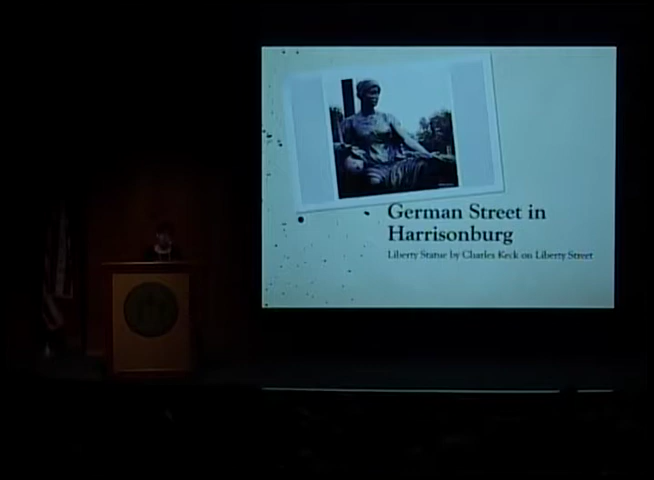 German Street in
Harrisonburg
Liberty Statue by Charles Keck on Liberty Street